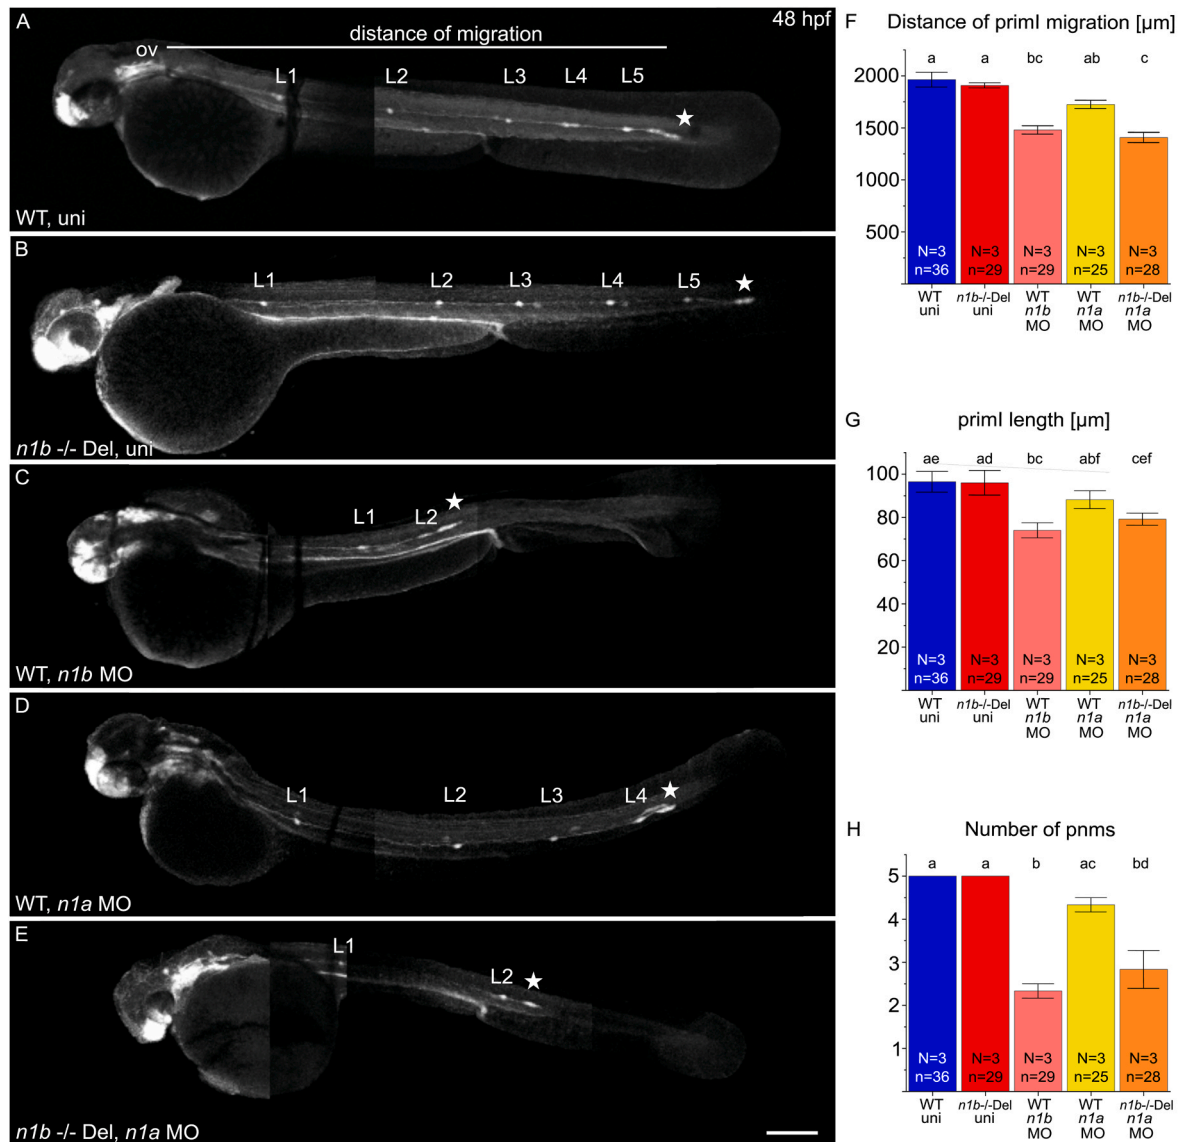 A
48 hpf
distance of migration
ov
L1
L2
L3
L4
L5
WT, uni
B
L1
L2
L3
L4
L5
n1b -/- Del, uni
C
L1
L2
WT, n1b MO
D
L1
L2
L3
L4
WT, n1a MO
E
L1
L2
n1b -/- Del, n1a MO
F Distance of primI migration [µm]
a a bc ab c
2000
1500
1000
500
N=3 N=3 N=3 N=3 N=3
n=36 n=29 n=29 n=25 n=28
WT n1b-/-Del WT WT n1b-/-Del
uni uni n1b n1a n1a
MO MO MO
G primI length [µm]
ae ad bc abf cef
100
80
60
40
20
N=3 N=3 N=3 N=3 N=3
n=36 n=29 n=29 n=25 n=28
WT n1b-/-Del WT WT n1b-/-Del
uni uni n1b n1a n1a
MO MO MO
H Number of pnms
a a b ac bd
5
4
3
2
1
N=3 N=3 N=3 N=3 N=3
n=36 n=29 n=29 n=25 n=28
WT n1b-/-Del WT WT n1b-/-Del
uni uni n1b n1a n1a
MO MO MO